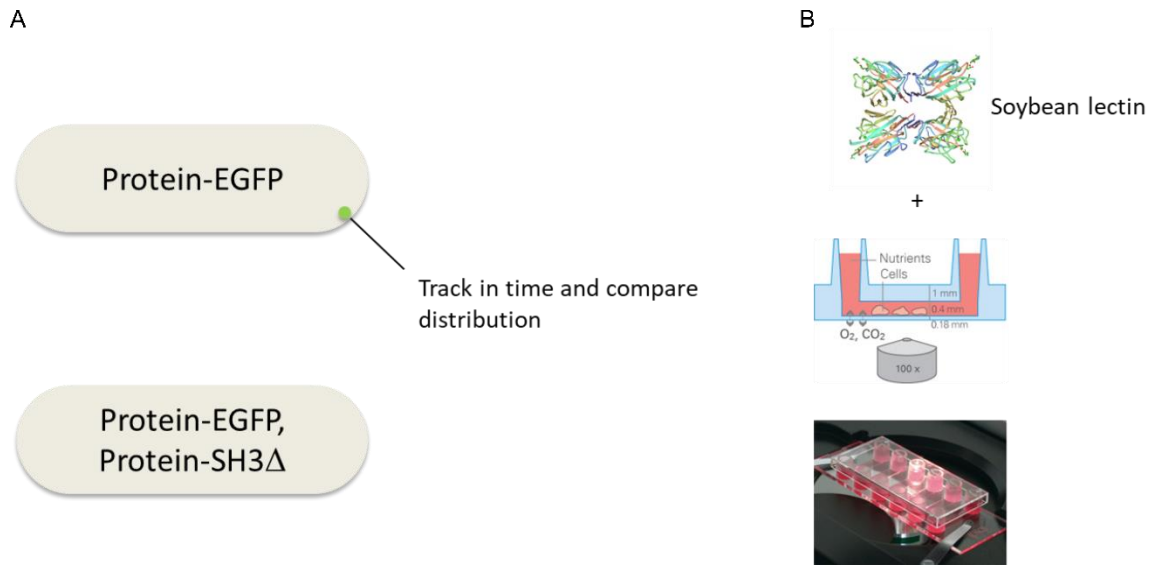 A
B
Protein-EGFP
Track in time and compare
distribution
Protein-EGFP,
Protein-SH3Δ
Soybean lectin
+
Nutrients
Cells
1 mm
0.4 mm
0.18 mm
O₂, CO₂
100 x